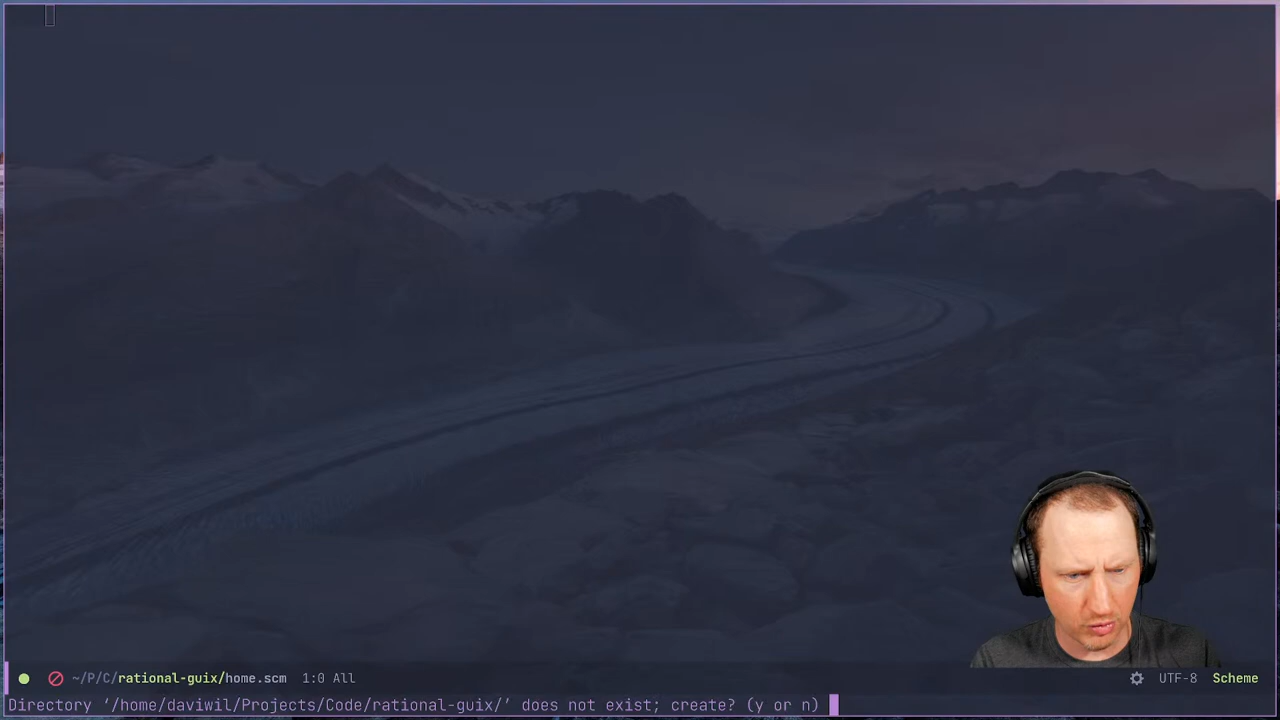 ~/P/C/rational-guix/home.scm 1:0 All UTF-8 Scheme
Directory ‘/home/daviwil/Projects/Code/rational-guix/’ does not exist; create? (y or n)